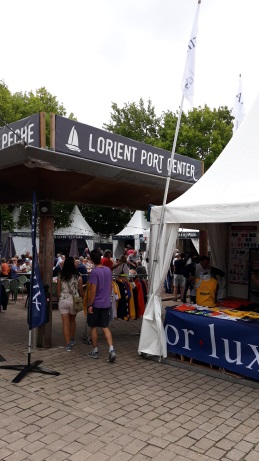 PECHE
LORIENT PORT CENTER
or·lux